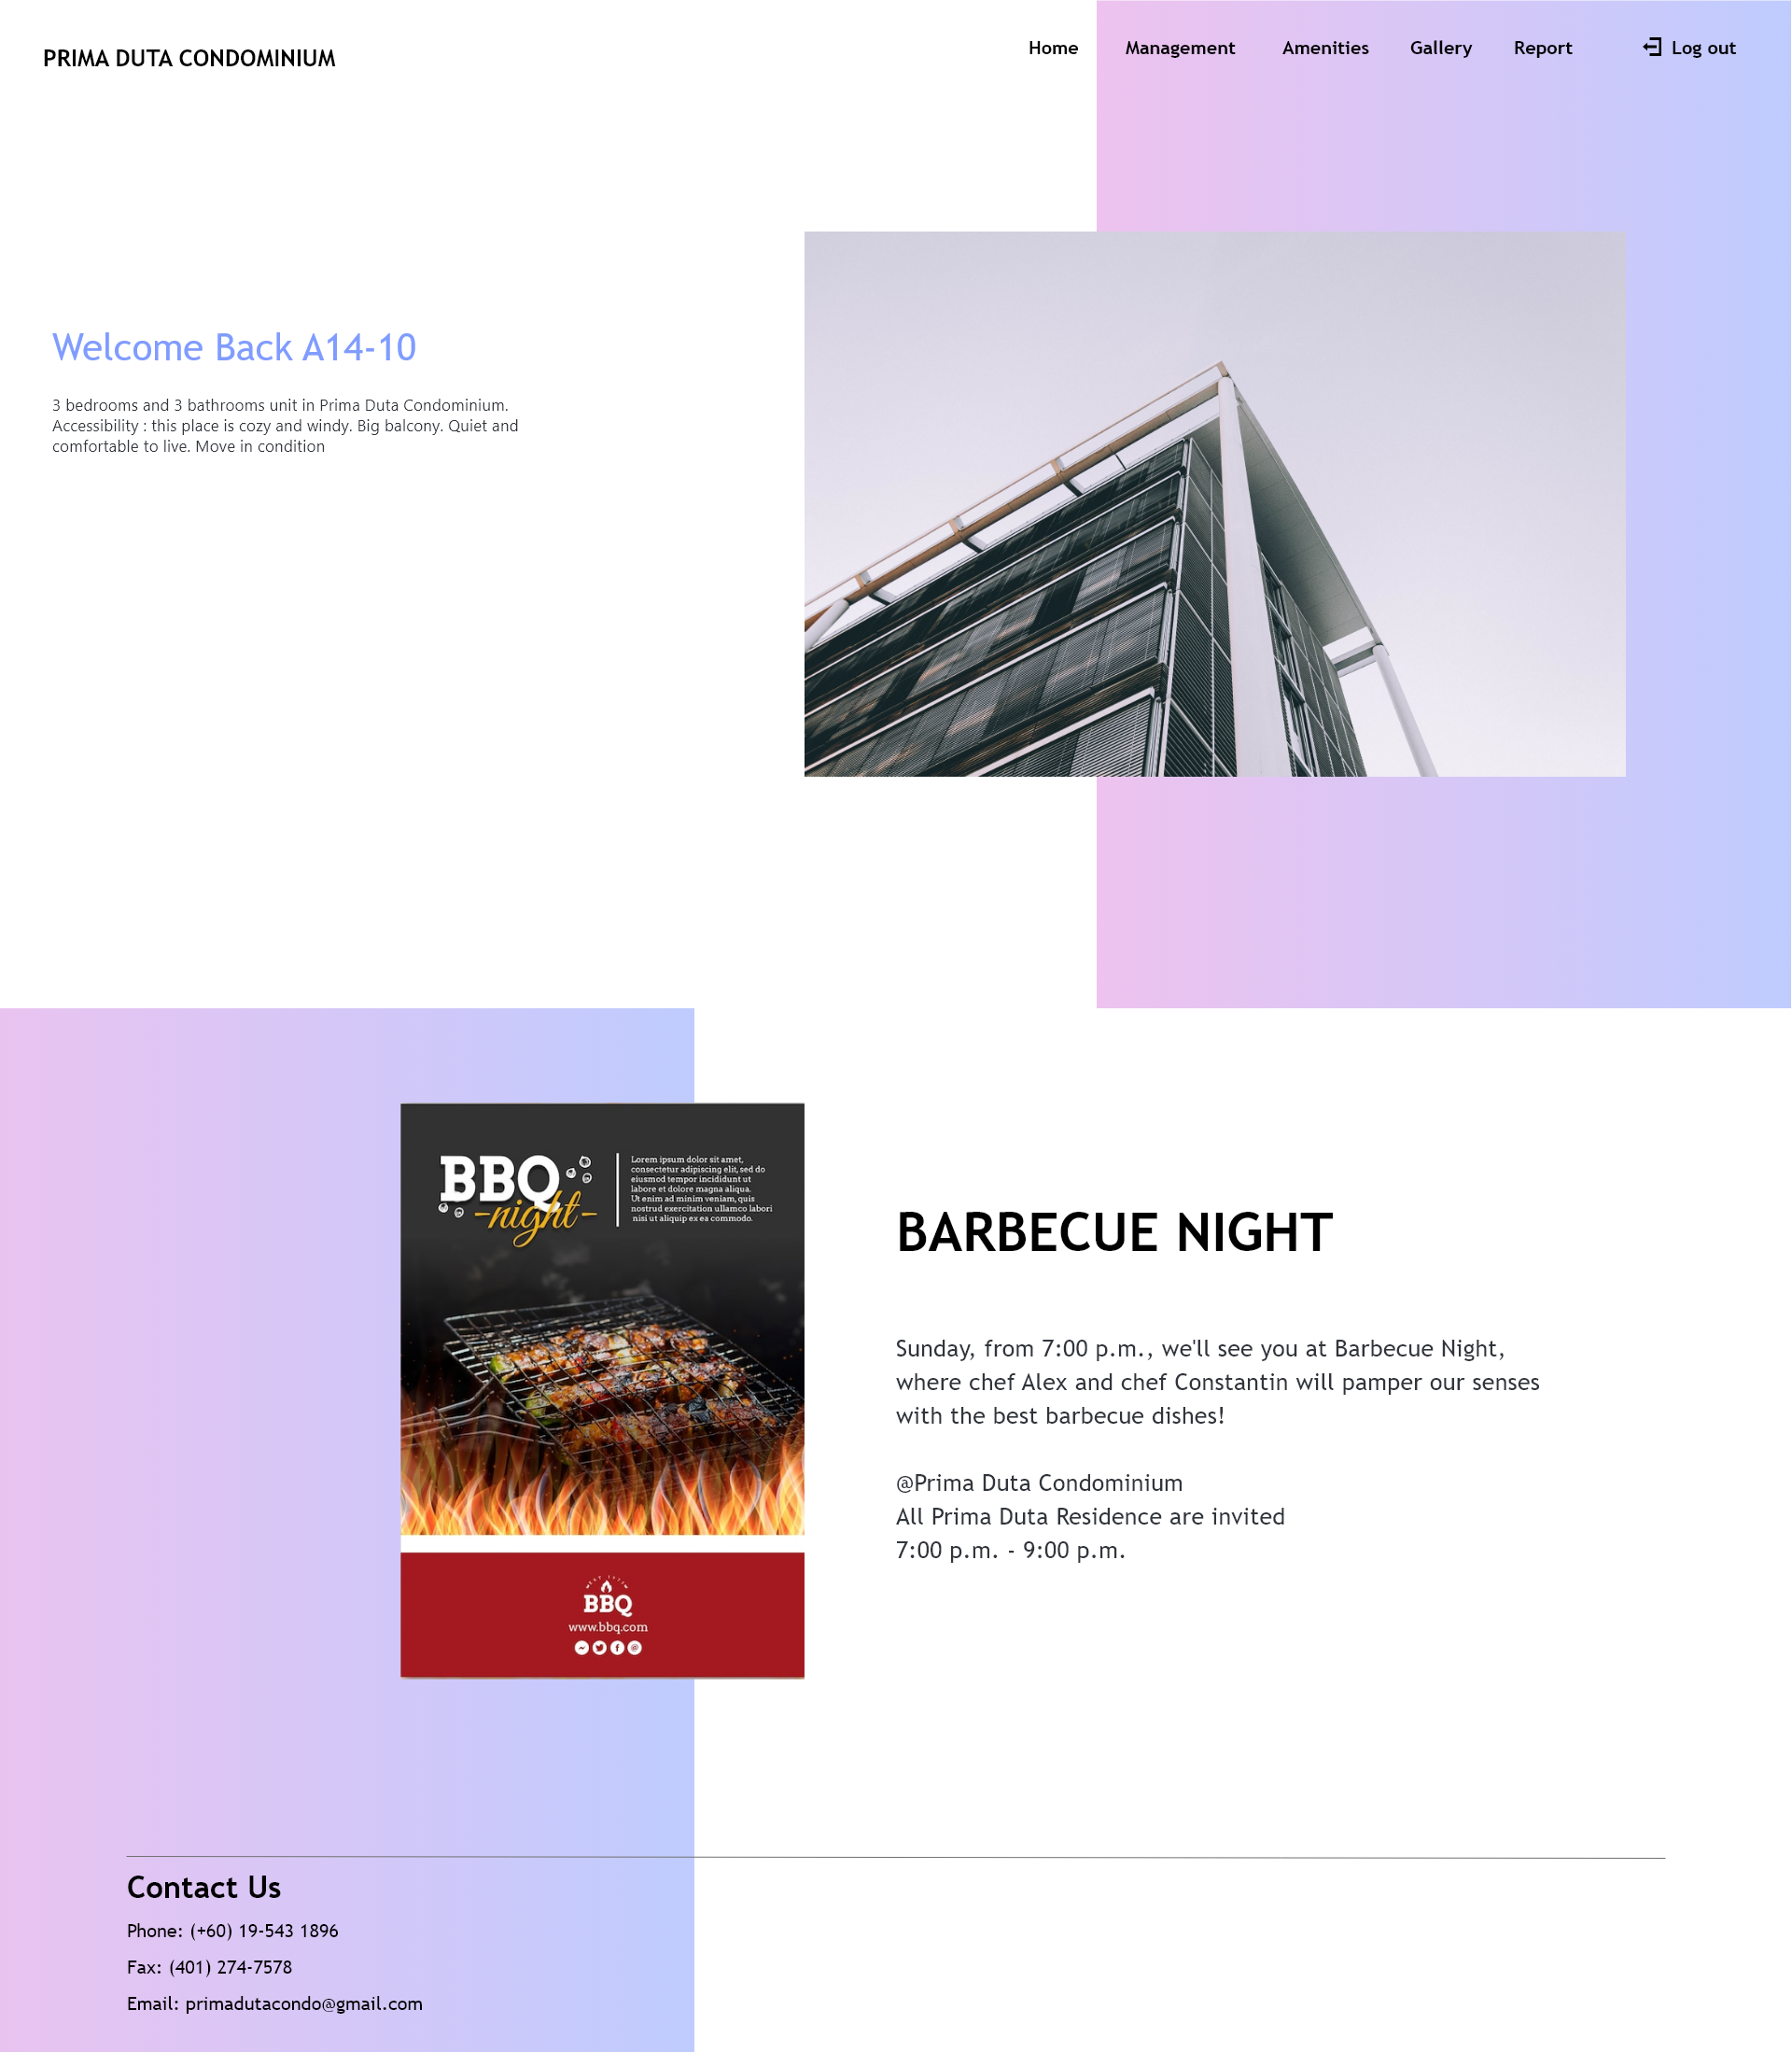 PRIMA DUTA CONDOMINIUM
Home Management Amenities Gallery Report Log out
Welcome Back A14-10
3 bedrooms and 3 bathrooms unit in Prima Duta Condominium.
Accessibility : this place is cozy and windy. Big balcony. Quiet and
comfortable to live. Move in condition
BBQ
-night-
Lorem ipsum dolor sit amet,
consectetur adipiscing elit, sed do
eiusmod tempor incididunt ut
labore et dolore magna aliqua.
Ut enim ad minim veniam, quis
nostrud exercitation ullamco labori
nisi ut aliquip ex ea commodo.
BBQ
www.bbq.com
BARBECUE NIGHT
Sunday, from 7:00 p.m., we'll see you at Barbecue Night,
where chef Alex and chef Constantin will pamper our senses
with the best barbecue dishes!
@Prima Duta Condominium
All Prima Duta Residence are invited
7:00 p.m. - 9:00 p.m.
Contact Us
Phone: (+60) 19-543 1896
Fax: (401) 274-7578
Email: primadutacondo@gmail.com